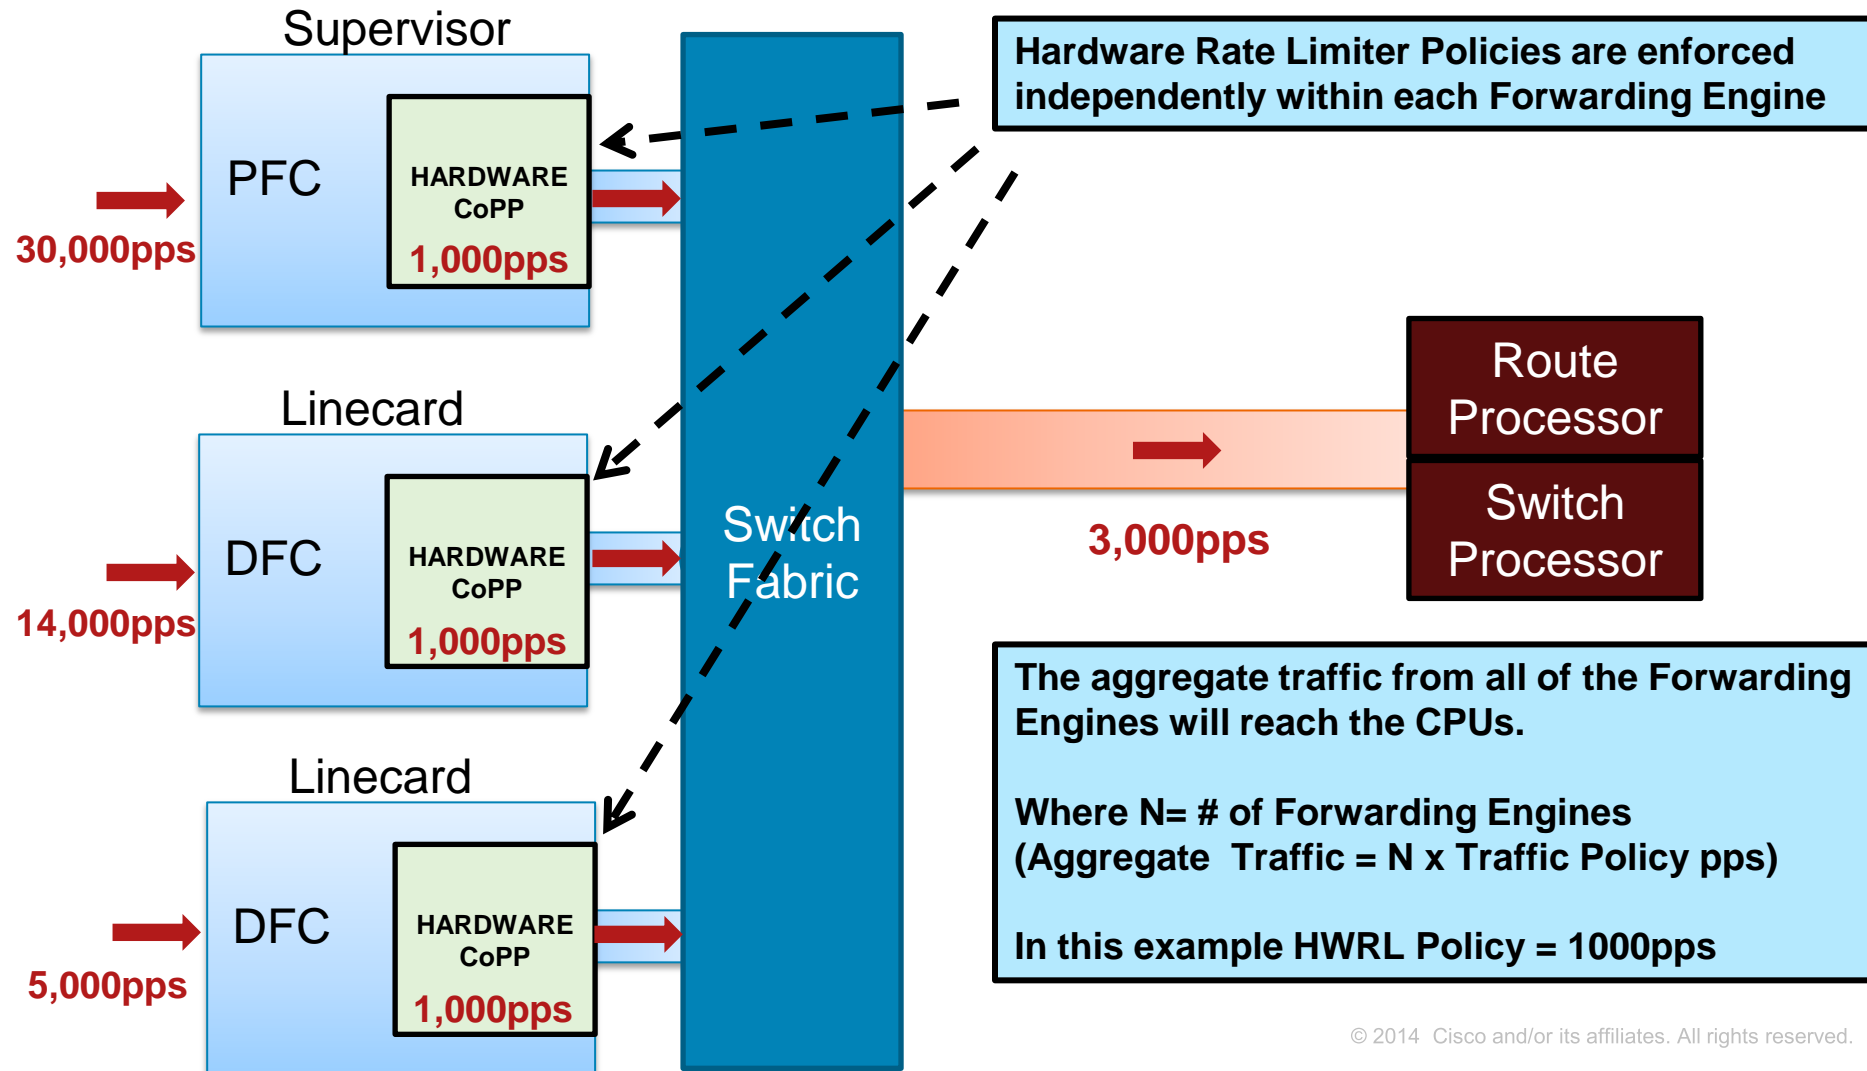 Supervisor
PFC
HARDWARE
CoPP
1,000pps
30,000pps
Linecard
DFC
HARDWARE
CoPP
1,000pps
14,000pps
Linecard
DFC
HARDWARE
CoPP
1,000pps
5,000pps
Switch
Fabric
Hardware Rate Limiter Policies are enforced
independently within each Forwarding Engine
3,000pps
Route
Processor
Switch
Processor
The aggregate traffic from all of the Forwarding
Engines will reach the CPUs.
Where N= # of Forwarding Engines
(Aggregate Traffic = N x Traffic Policy pps)
In this example HWRL Policy = 1000pps
© 2014 Cisco and/or its affiliates. All rights reserved.